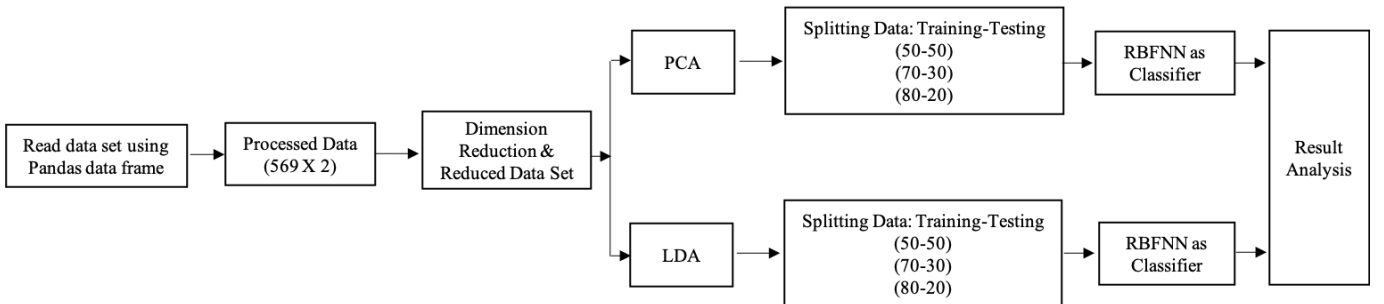 Read data set using
Pandas data frame
Processed Data
(569 X 2)
Dimension
Reduction &
Reduced Data Set
PCA
Splitting Data: Training-Testing
(50-50)
(70-30)
(80-20)
RBFNN as
Classifier
LDA
Splitting Data: Training-Testing
(50-50)
(70-30)
(80-20)
RBFNN as
Classifier
Result
Analysis